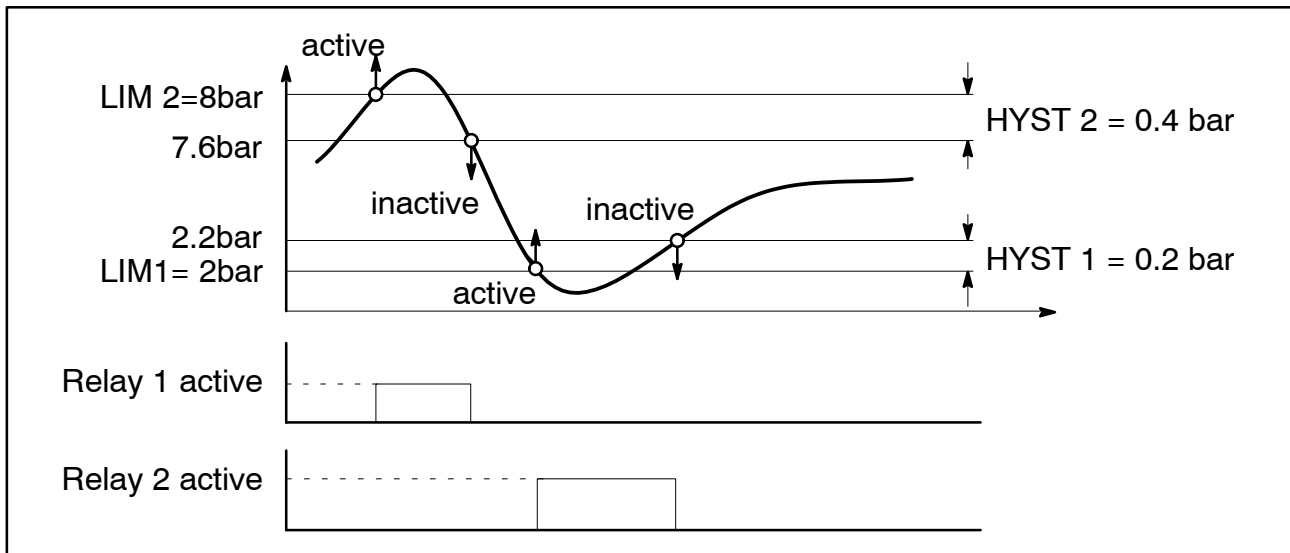 active
LIM 2=8bar
HYST 2 = 0.4 bar
7.6bar
inactive
inactive
2.2bar
LIM1= 2bar
HYST 1 = 0.2 bar
active
Relay 1 active
Relay 2 active